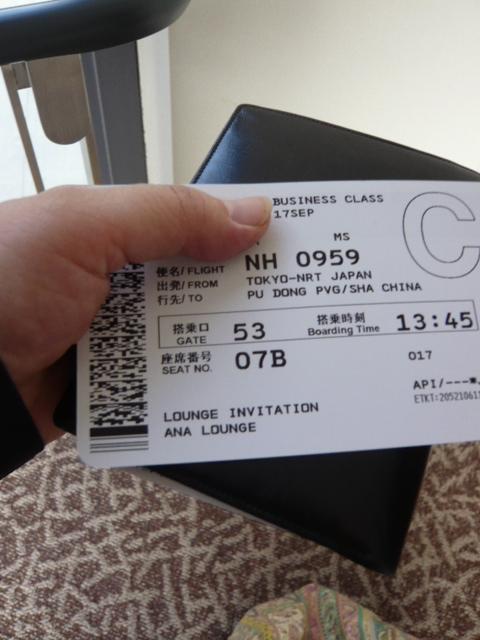 BUSINESS CLASS
17SEP
C
MS
便名/ FLIGHT NH 0959
出発/ FROM TOKYO-NRT JAPAN
行先/ TO PU DONG PVG/SHA CHINA
搭乗口 GATE 53 搭乗時刻 Boarding Time 13:45
座席番号 SEAT NO. 07B 017
API/---
LOUNGE INVITATION
ANA LOUNGE